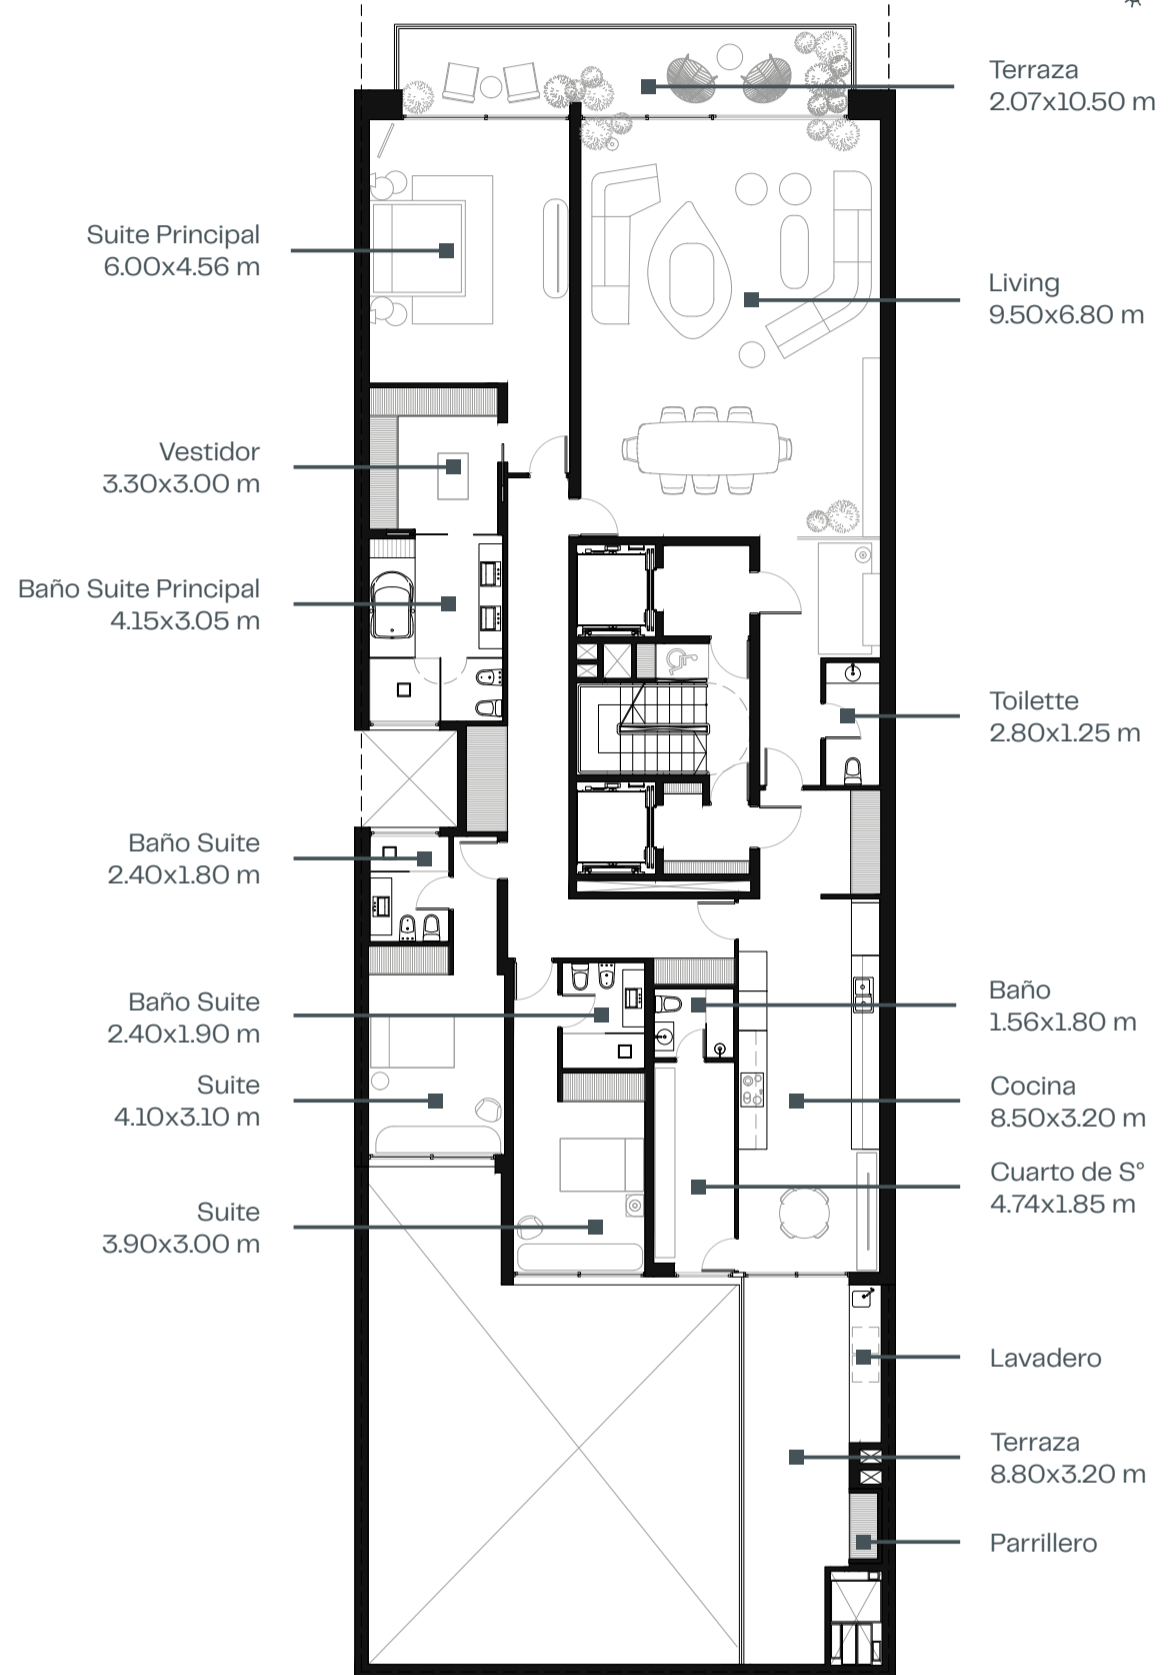 Terraza
2.07x10.50 m
Suite Principal
6.00x4.56 m
Living
9.50x6.80 m
Vestidor
3.30x3.00 m
Baño Suite Principal
4.15x3.05 m
Toilette
2.80x1.25 m
Baño Suite
2.40x1.80 m
Baño Suite
2.40x1.90 m
Baño
1.56x1.80 m
Suite
4.10x3.10 m
Cocina
8.50x3.20 m
Cuarto de S°
4.74x1.85 m
Suite
3.90x3.00 m
Lavadero
Terraza
8.80x3.20 m
Parrillero